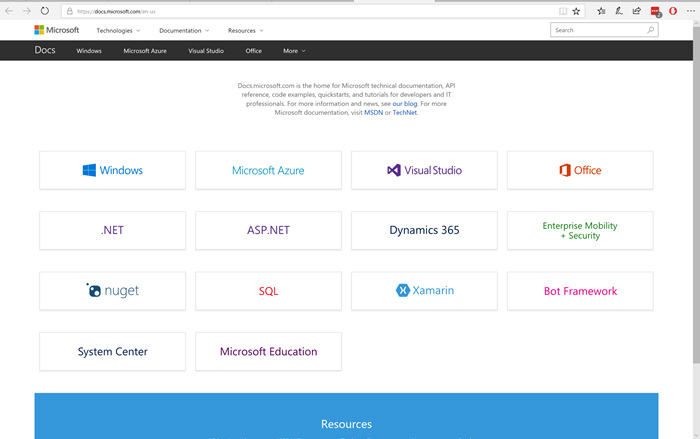 https://docs.microsoft.com/en-us
2
Microsoft
Technologies
Documentation
Resources
Search
Docs
Windows
Microsoft Azure
Visual Studio
Office
More
Docs.microsoft.com is the home for Microsoft technical documentation, API
reference, code examples, quickstarts, and tutorials for developers and IT
professionals. For more information and news, see our blog. For more
Microsoft documentation, visit MSDN or TechNet.
Windows
Microsoft Azure
Visual Studio
Office
.NET
ASP.NET
Dynamics 365
Enterprise Mobility
+ Security
nuget
SQL
Xamarin
Bot Framework
System Center
Microsoft Education
Resources